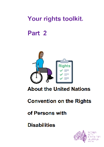 Your rights toolkit.
Part 2
Rights
About the United Nations
Convention on the Rights
of Persons with
Disabilities